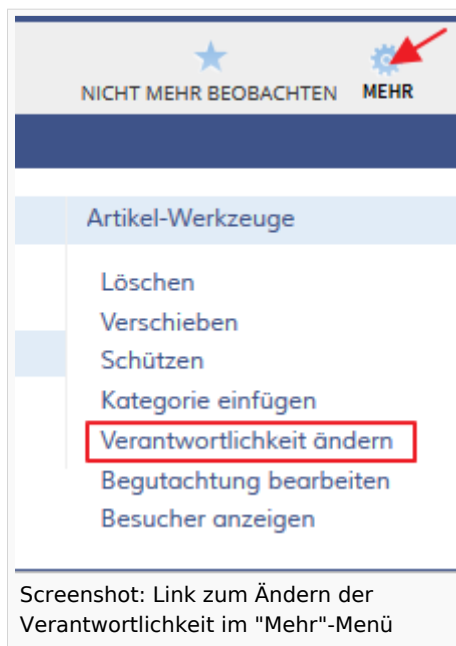 NICHT MEHR BEOBACHTEN MEHR
Artikel-Werkzeuge
Löschen
Verschieben
Schützen
Kategorie einfügen
Verantwortlichkeit ändern
Begutachtung bearbeiten
Besucher anzeigen
Screenshot: Link zum Ändern der
Verantwortlichkeit im "Mehr"-Menü